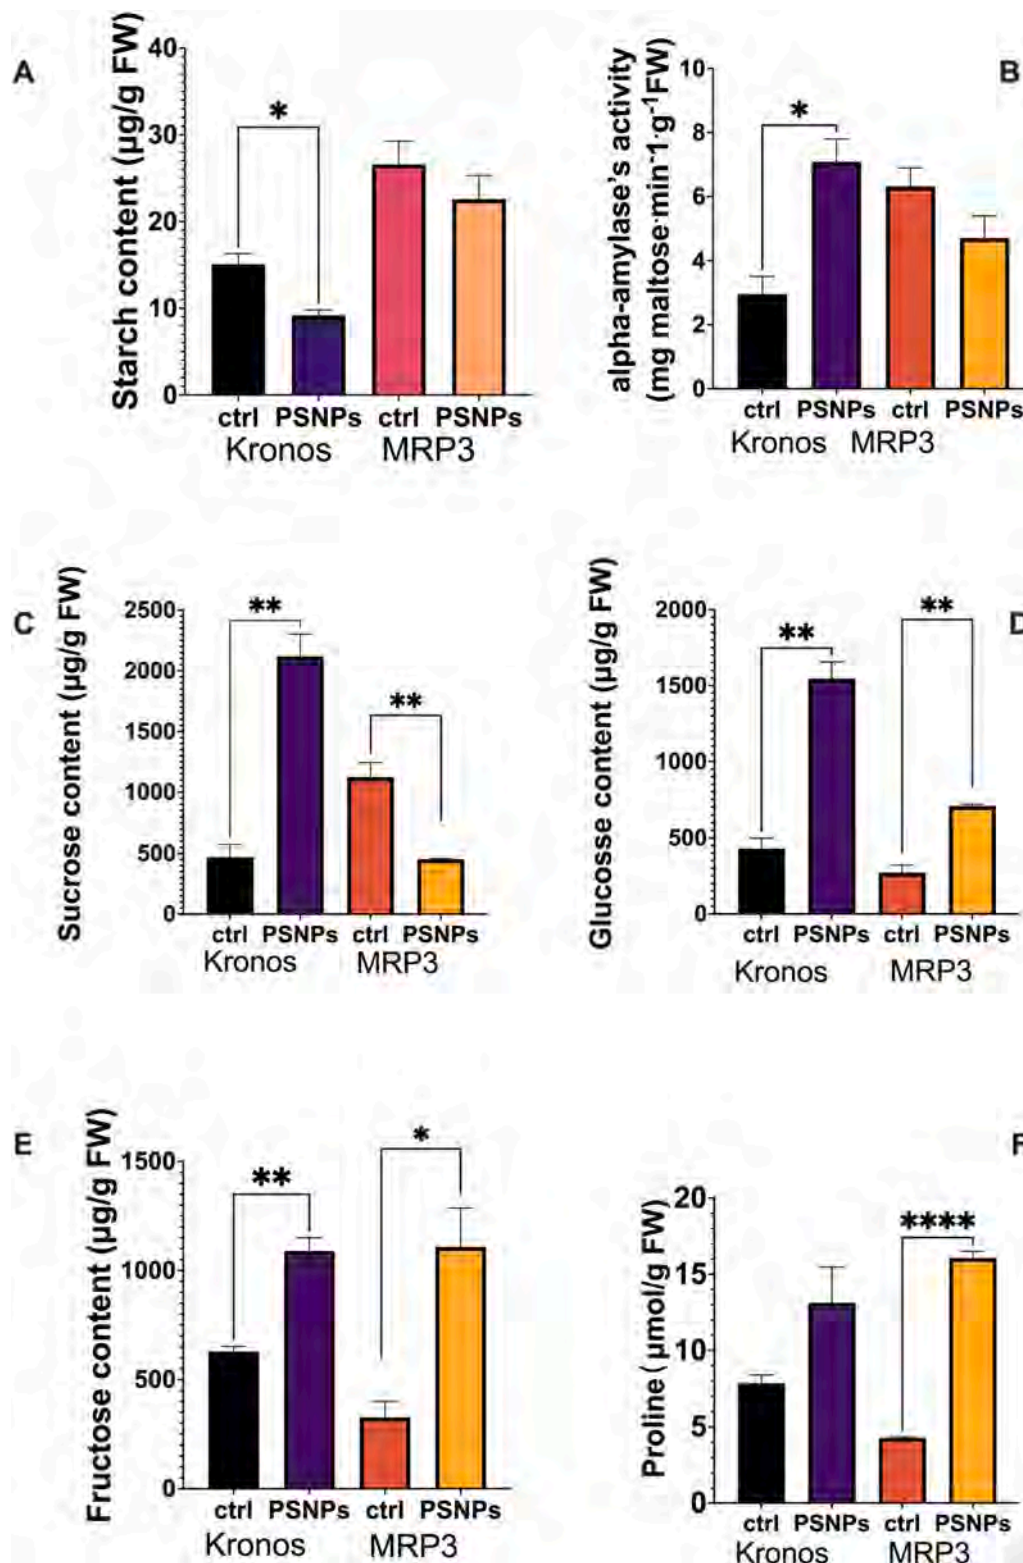 A
Starch content (µg/g FW)
40
30
20
10
0
*
ctrl PSNPs ctrl PSNPs
Kronos MRP3
B
alpha-amylase's activity
(mg maltose·min⁻1·g⁻¹FW)
10
8
6
4
2
0
*
ctrl PSNPs ctrl PSNPs
Kronos MRP3
C
Sucrose content (µg/g FW)
2500
2000
1500
1000
500
0
**
**
ctrl PSNPs ctrl PSNPs
Kronos MRP3
D
Glucosse content (µg/g FW)
2000
1500
1000
500
0
**
**
ctrl PSNPs ctrl PSNPs
Kronos MRP3
E
Fructose content (µg/g FW)
1500
1000
500
0
**
*
ctrl PSNPs ctrl PSNPs
Kronos MRP3
F
Proline ( µmol/g FW)
20
15
10
5
0
****
ctrl PSNPs ctrl PSNPs
Kronos MRP3